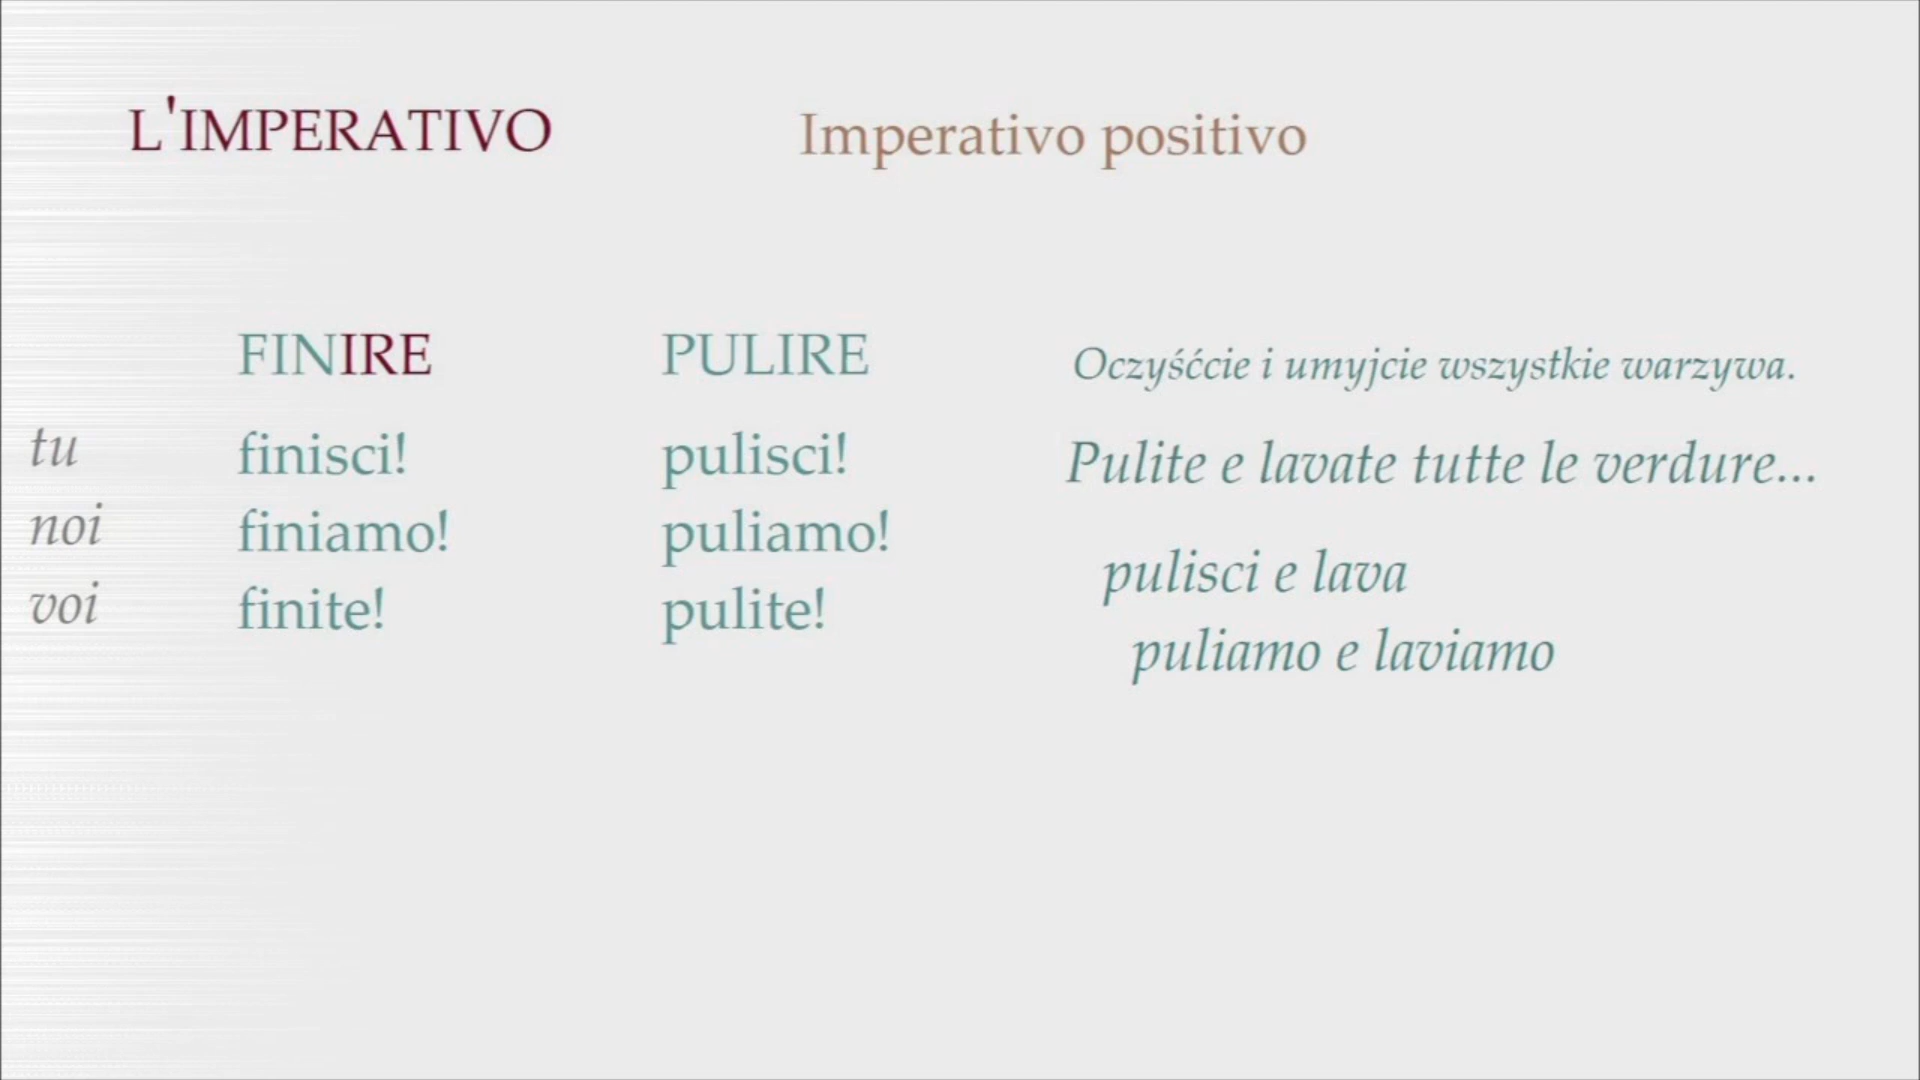 L'IMPERATIVO
Imperativo positivo
FINIRE
PULIRE
tu
finisci!
pulisci!
noi
finiamo!
puliamo!
voi
finite!
pulite!
Oczyśćcie i umyjcie wszystkie warzywa.
Pulite e lavate tutte le verdure...
pulisci e lava
puliamo e laviamo